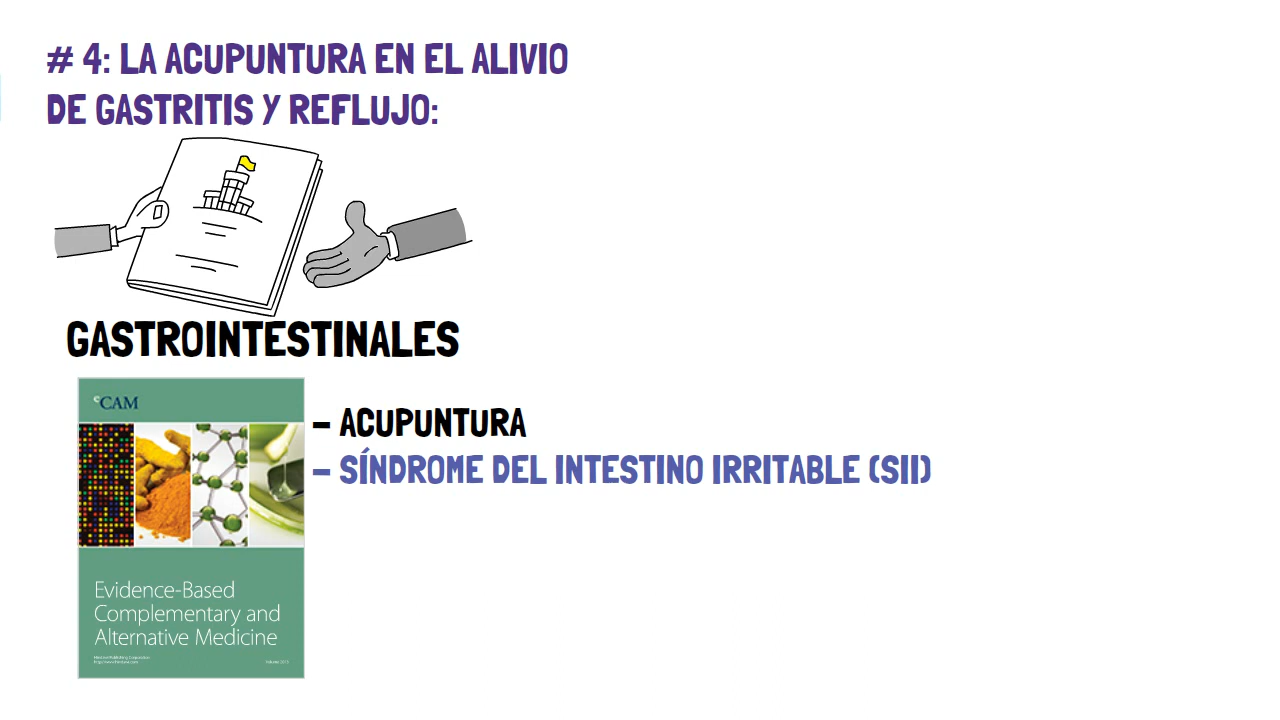 # 4: LA ACUPUNTURA EN EL ALIVIO
DE GASTRITIS Y REFLUJO:
GASTROINTESTINALES
eCAM
– ACUPUNTURA
– SÍNDROME DEL INTESTINO IRRITABLE (SII)
Evidence-Based
Complementary and
Alternative Medicine